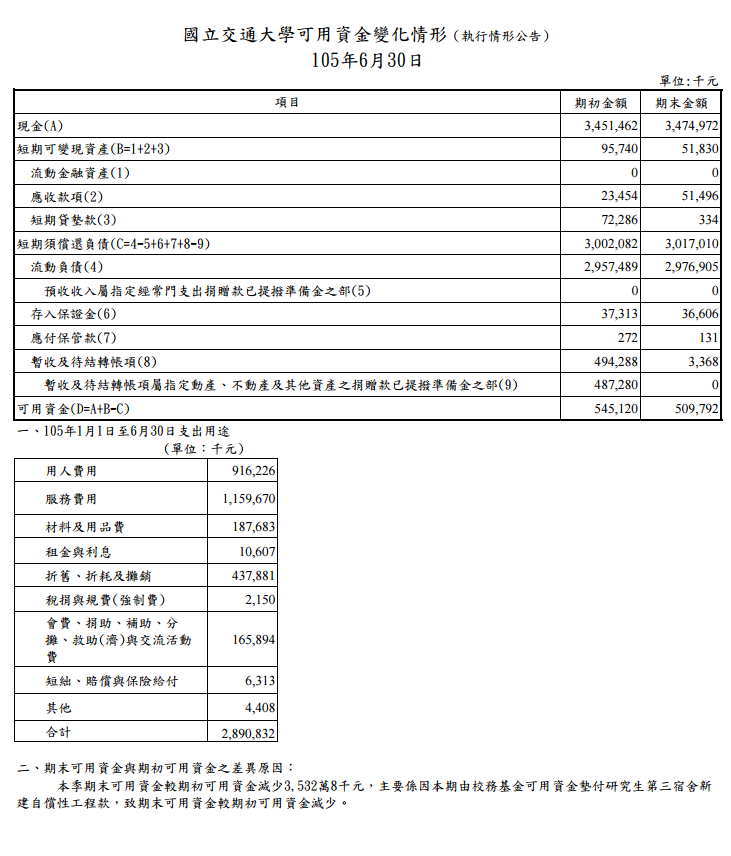 國立交通大學可用資金變化情形（執行情形公告）
105年6月30日
單位:千元
項目 期初金額 期末金額
現金(A) 3,451,462 3,474,972
短期可變現資產(B=1+2+3) 95,740 51,830
流動金融資產(1) 0 0
應收款項(2) 23,454 51,496
短期貸墊款(3) 72,286 334
短期須償還負債(C=4-5+6+7+8-9) 3,002,082 3,017,010
流動負債(4) 2,957,489 2,976,905
預收收入屬指定經常門支出捐贈款已提撥準備金之部(5) 0 0
存入保證金(6) 37,313 36,606
應付保管款(7) 272 131
暫收及待結轉帳項(8) 494,288 3,368
暫收及待結轉帳項屬指定動產、不動產及其他資產之捐贈款已提撥準備金之部(9) 487,280 0
可用資金(D=A+B-C) 545,120 509,792
一、105年1月1日至6月30日支出用途
(單位：千元)
用人費用 916,226
服務費用 1,159,670
材料及用品費 187,683
租金與利息 10,607
折舊、折耗及攤銷 437,881
稅捐與規費(強制費) 2,150
會費、捐助、補助、分
攤、救助(濟)與交流活動 165,894
費
短絀、賠償與保險給付 6,313
其他 4,408
合計 2,890,832
二、期末可用資金與期初可用資金之差異原因：
本季期末可用資金較期初可用資金減少3,532萬8千元，主要係因本期由校務基金可用資金墊付研究生第三宿舍新
建自償性工程款，致期末可用資金較期初可用資金減少。